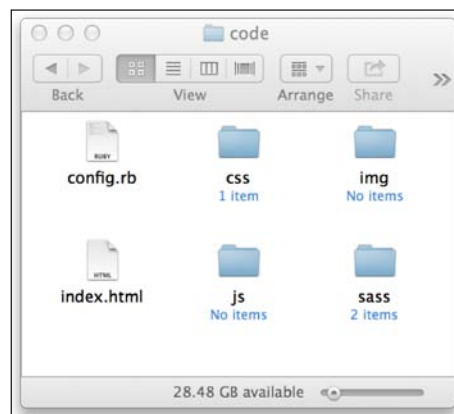 code
Back View Arrange Share
RUBY
config.rb css img
1 item No items
HTML
index.html js sass
No items 2 items
28.48 GB available